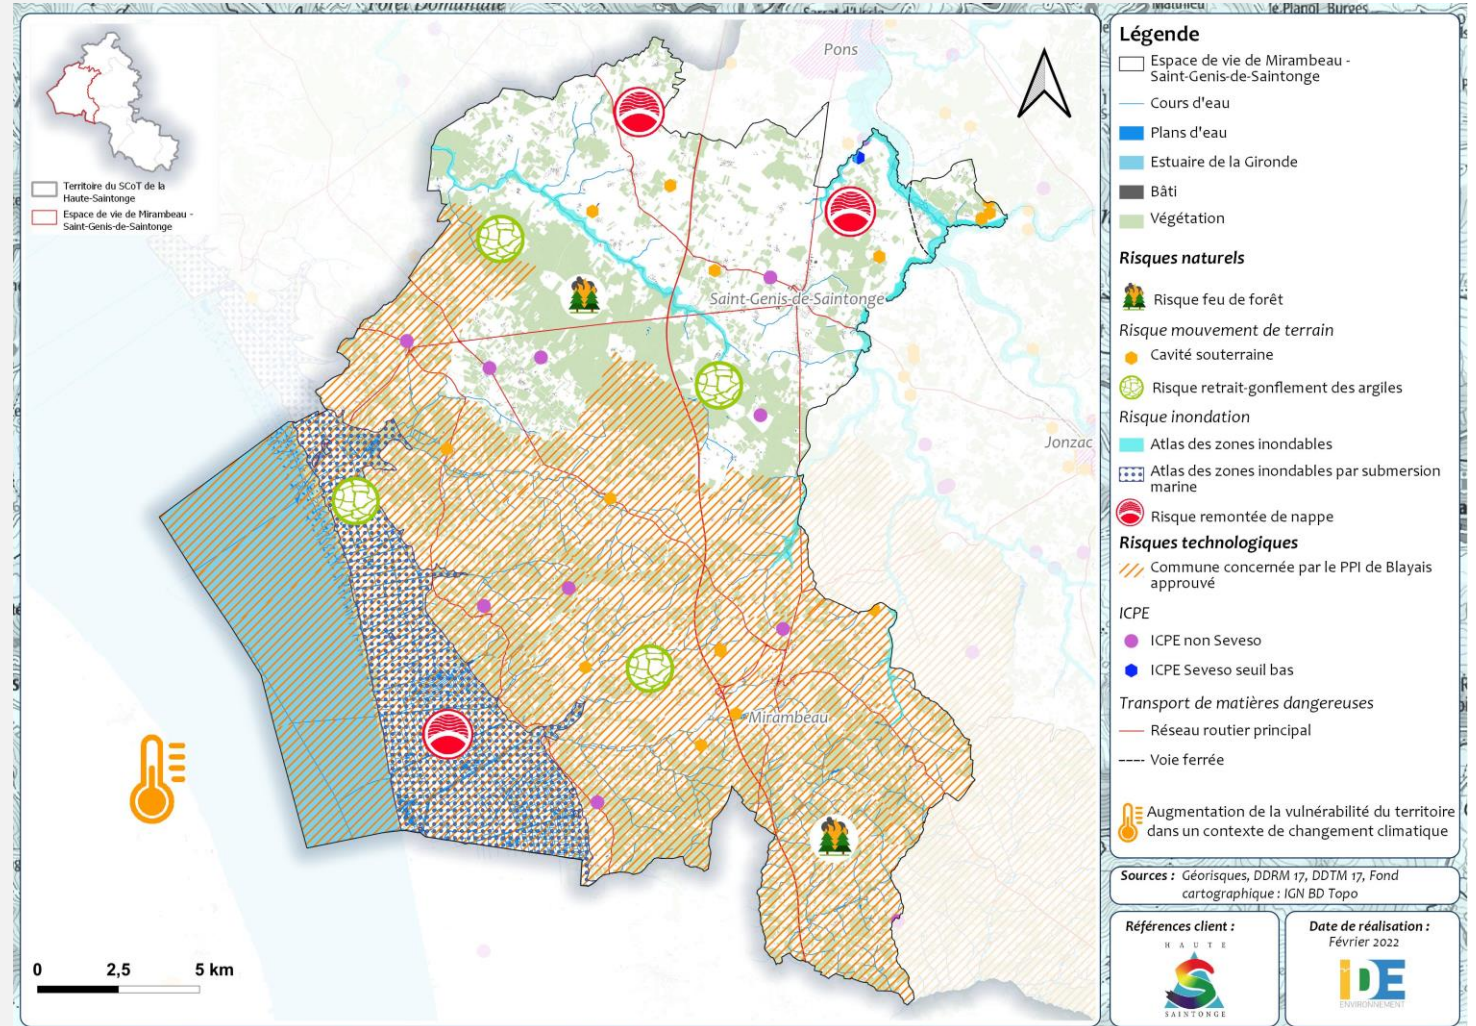 Forêt Domaniale
Mathieu
le Planol Burges
Pons
Saint-Genis-de-Saintonge
Jonzac
Mirambeau
Territoire du SCoT de la
Haute-Saintonge
Espace de vie de Mirambeau -
Saint-Genis-de-Saintonge
0 2,5 5 km
Légende
Espace de vie de Mirambeau -
Saint-Genis-de-Saintonge
Cours d'eau
Plans d'eau
Estuaire de la Gironde
Bâti
Végétation
Risques naturels
Risque feu de forêt
Risque mouvement de terrain
Cavité souterraine
Risque retrait-gonflement des argiles
Risque inondation
Atlas des zones inondables
Atlas des zones inondables par submersion
marine
Risque remontée de nappe
Risques technologiques
Commune concernée par le PPI de Blayais
approuvé
ICPE
ICPE non Seveso
ICPE Seveso seuil bas
Transport de matières dangereuses
Réseau routier principal
Voie ferrée
Augmentation de la vulnérabilité du territoire
dans un contexte de changement climatique
Sources : Géorisques, DDRM 17, DDTM 17, Fond
cartographique : IGN BD Topo
Références client :
HAUTE
SAINTONGE
Date de réalisation :
Février 2022
IDE
ENVIRONNEMENT